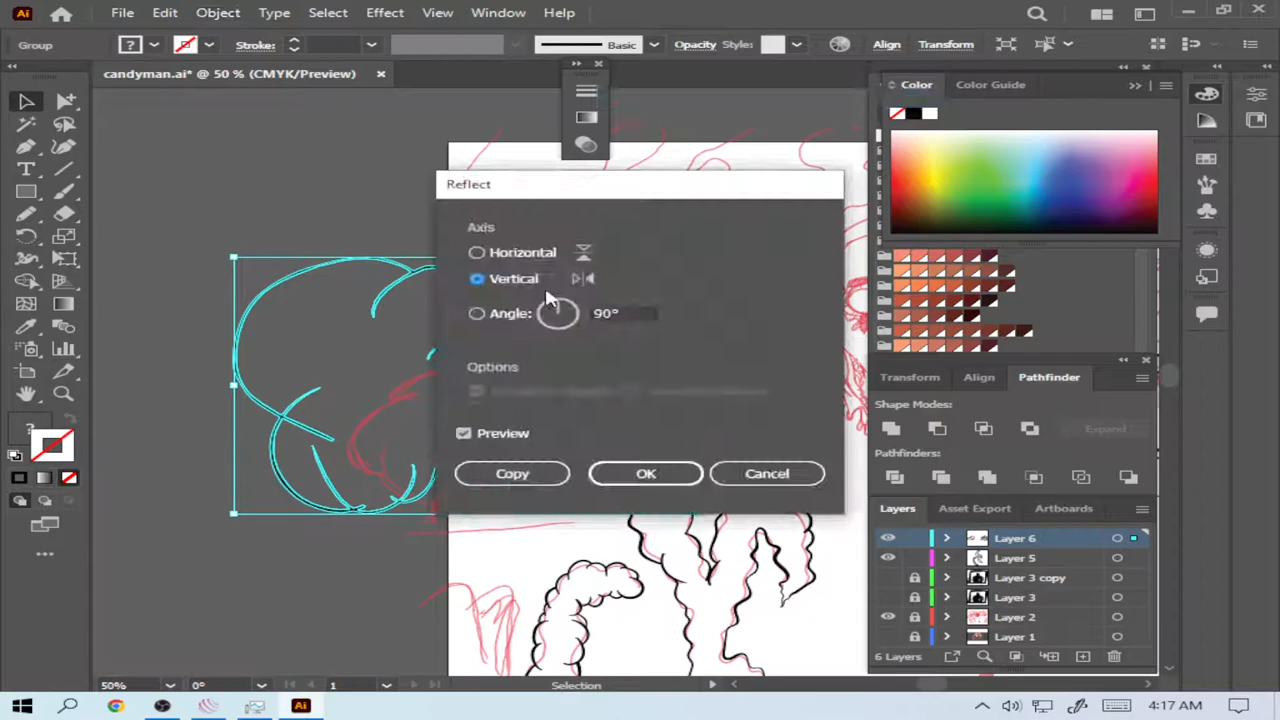 Ai File Edit Object Type Select Effect View Window Help
Group ? Stroke: Basic Opacity Style: Align Transform
candyman.ai* @ 50 % (CMYK/Preview) ×
Color Color Guide
Reflect
Axis
Horizontal
Vertical
Angle: 90°
Options
Preview
Copy OK Cancel
Transform Align Pathfinder
Shape Modes:
Expand
Pathfinders:
Layers Asset Export Artboards
Layer 6
Layer 5
Layer 3 copy
Layer 3
Layer 2
Layer 1
6 Layers
?
50% 0° 1 Selection
Ai 4:17 AM